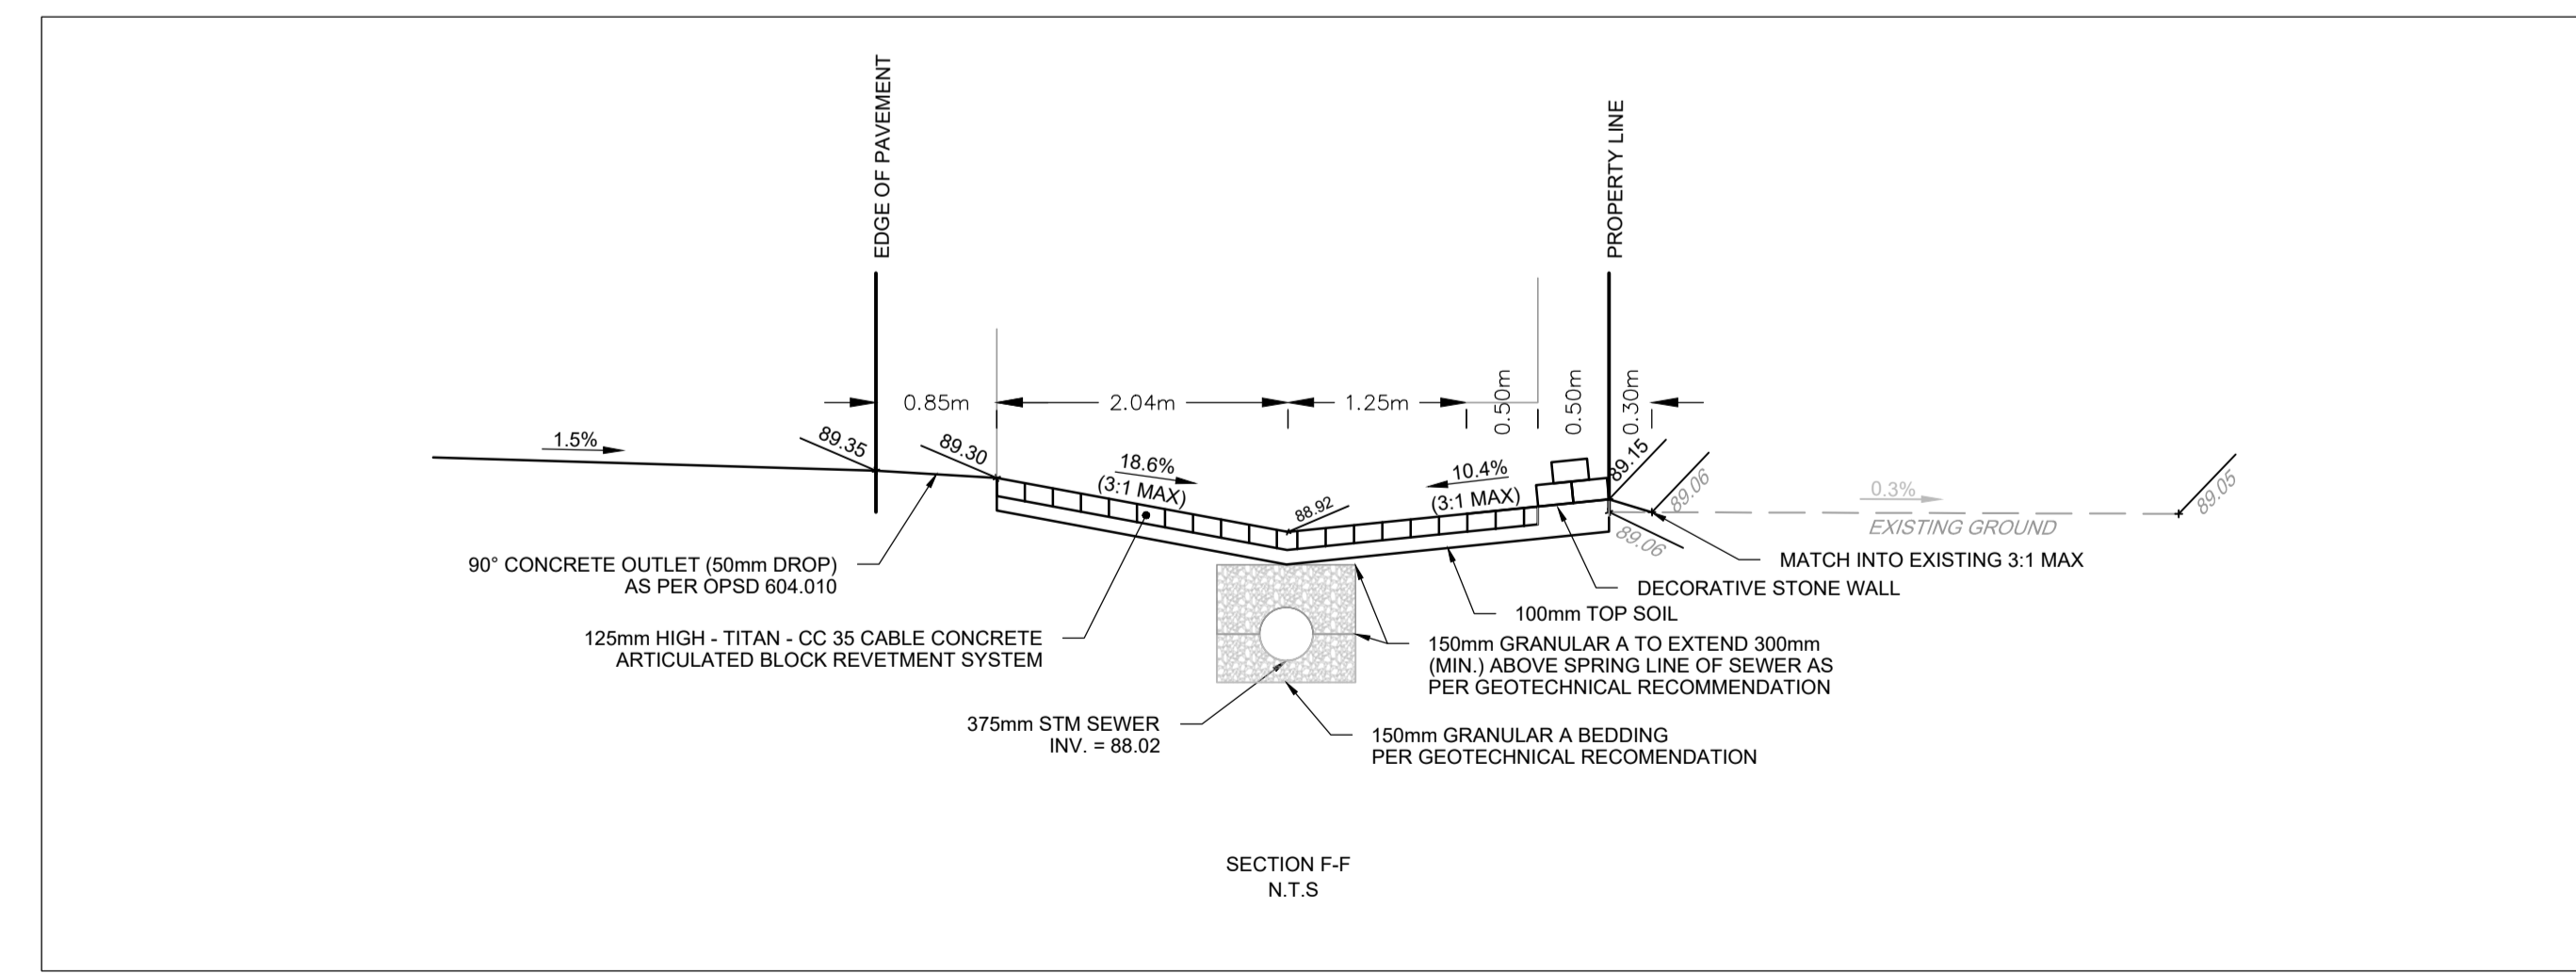 EDGE OF PAVEMENT
PROPERTY LINE
0.85m
2.04m
1.25m
0.50m
0.50m
0.30m
1.5%
89.35
89.30
18.6%
(3:1 MAX)
88.92
10.4%
(3:1 MAX)
89.15
89.06
89.06
0.3%
EXISTING GROUND
89.05
90° CONCRETE OUTLET (50mm DROP)
AS PER OPSD 604.010
125mm HIGH - TITAN - CC 35 CABLE CONCRETE
ARTICULATED BLOCK REVETMENT SYSTEM
375mm STM SEWER
INV. = 88.02
MATCH INTO EXISTING 3:1 MAX
DECORATIVE STONE WALL
100mm TOP SOIL
150mm GRANULAR A TO EXTEND 300mm
(MIN.) ABOVE SPRING LINE OF SEWER AS
PER GEOTECHNICAL RECOMMENDATION
150mm GRANULAR A BEDDING
PER GEOTECHNICAL RECOMENDATION
SECTION F-F
N.T.S